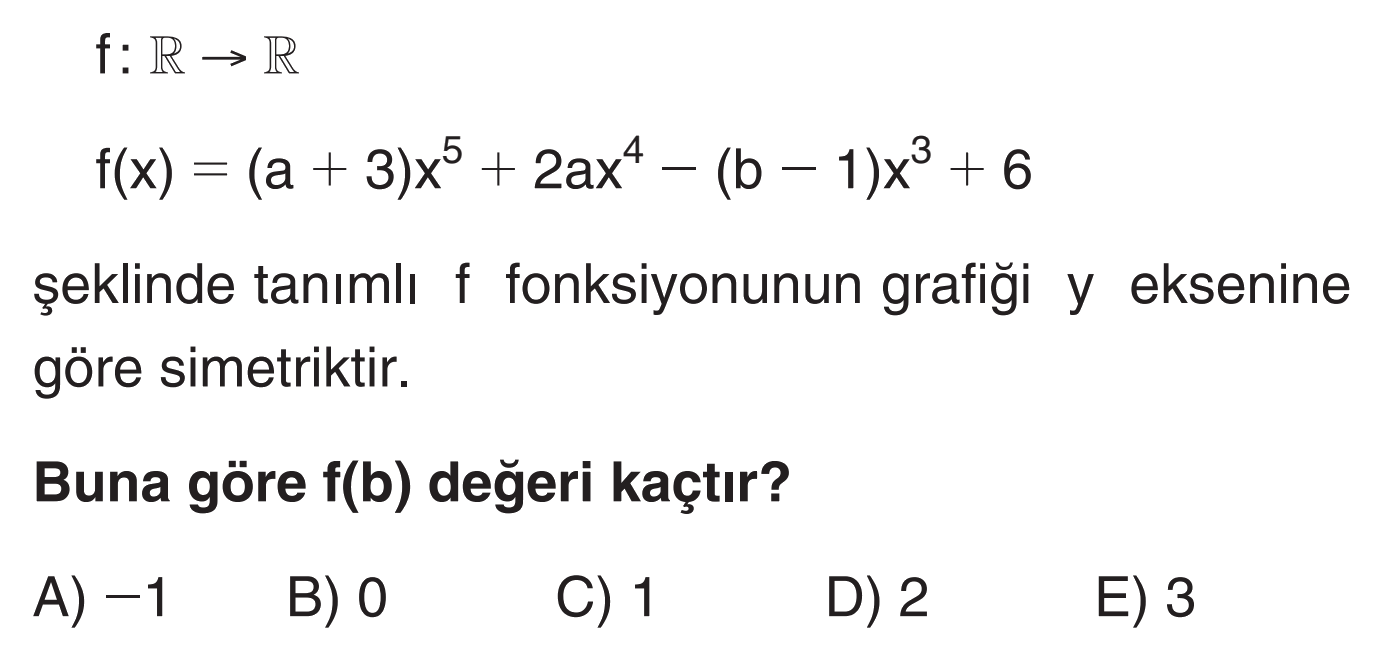 f: ℝ → ℝ
f(x) = (a + 3)x⁵ + 2ax⁴ − (b − 1)x³ + 6
şeklinde tanımlı f fonksiyonunun grafiği y eksenine
göre simetriktir.
Buna göre f(b) değeri kaçtır?
A) −1 B) 0 C) 1 D) 2 E) 3